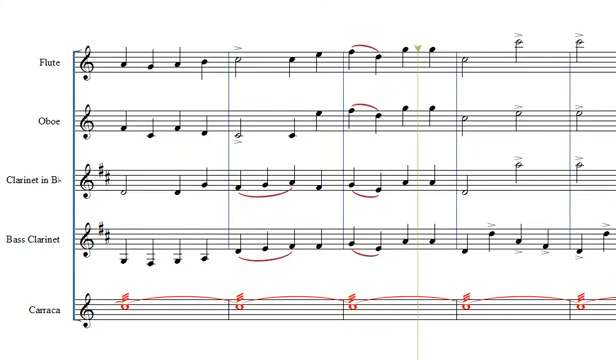 Flute
Oboe
Clarinet in B♭
Bass Clarinet
Carraca